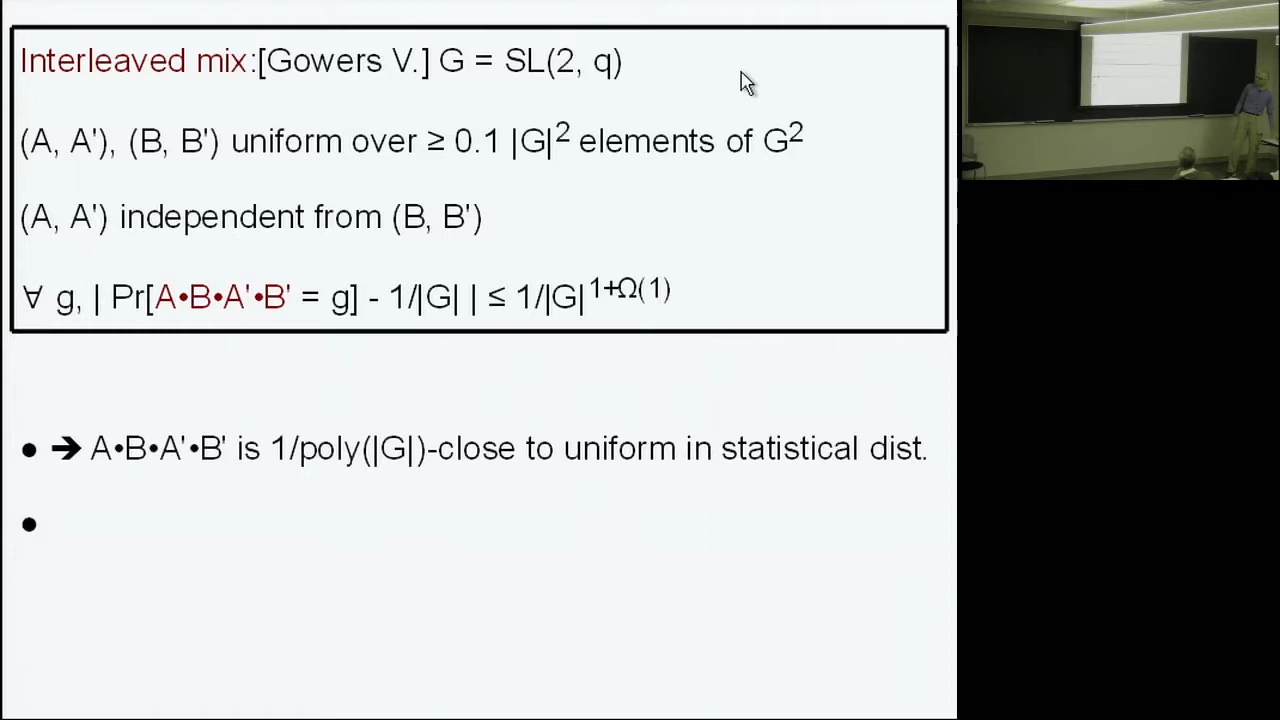 Interleaved mix:[Gowers V.] G = SL(2, q)
(A, A'), (B, B') uniform over ≥ 0.1 |G|² elements of G²
(A, A') independent from (B, B')
∀ g, | Pr[A•B•A'•B' = g] - 1/|G| | ≤ 1/|G|^1+Ω(1)
● ➔ A•B•A'•B' is 1/poly(|G|)-close to uniform in statistical dist.
●